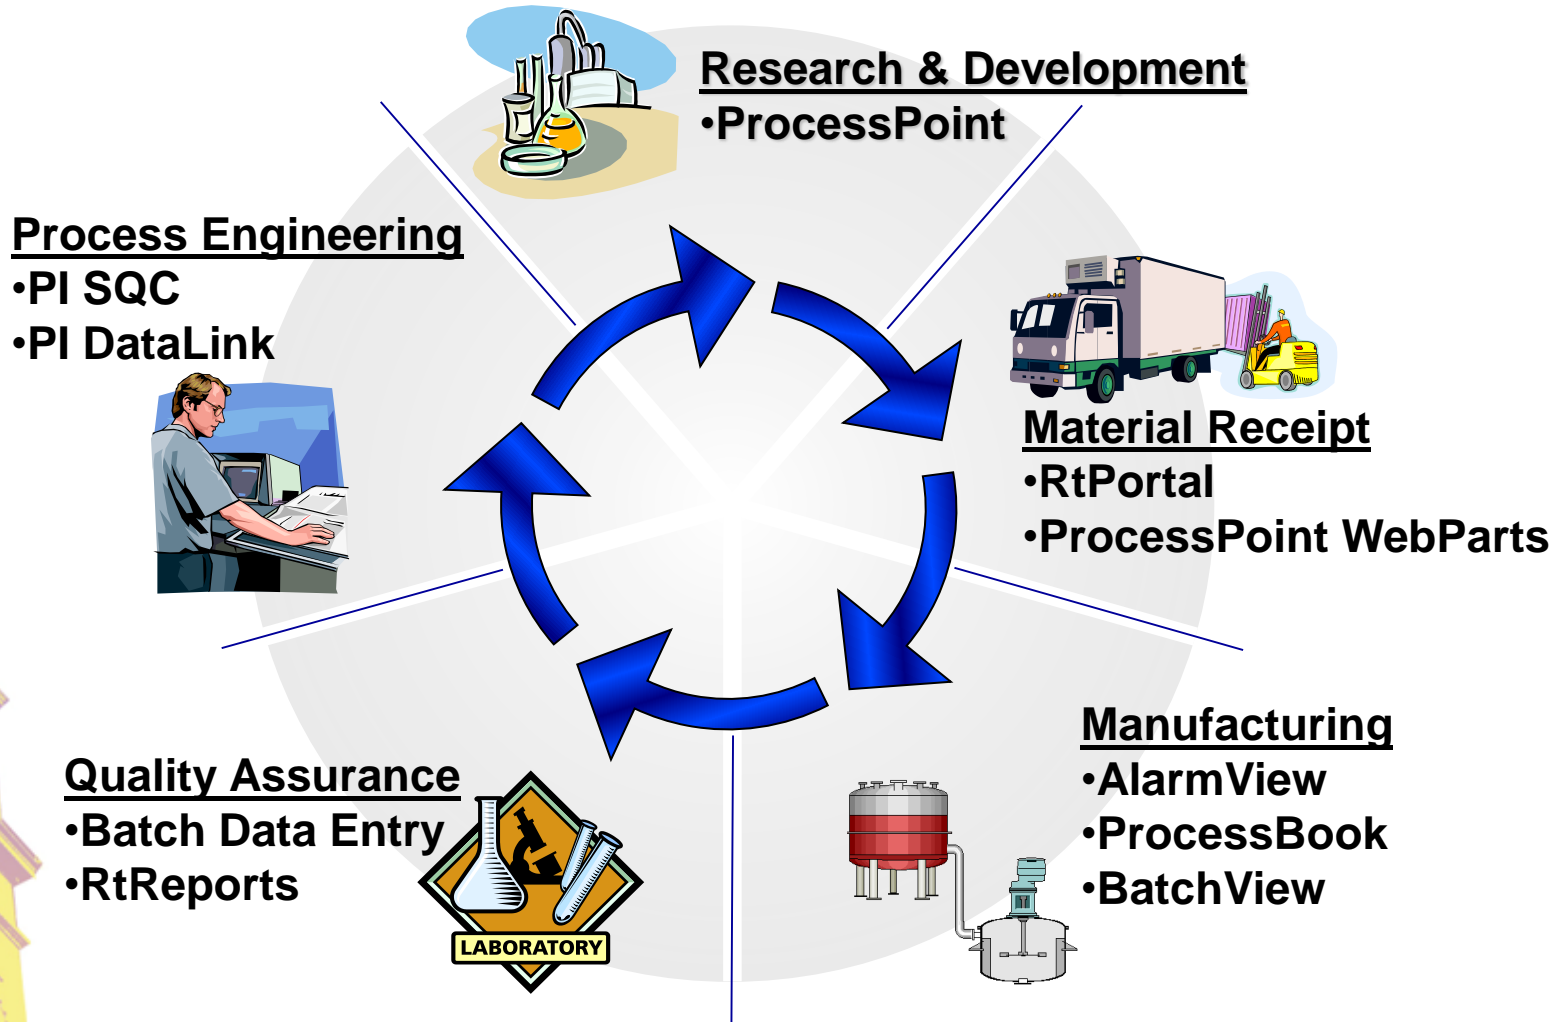 Research & Development
•ProcessPoint
Process Engineering
•PI SQC
•PI DataLink
Material Receipt
•RtPortal
•ProcessPoint WebParts
Manufacturing
•AlarmView
•ProcessBook
•BatchView
Quality Assurance
•Batch Data Entry
•RtReports
LABORATORY